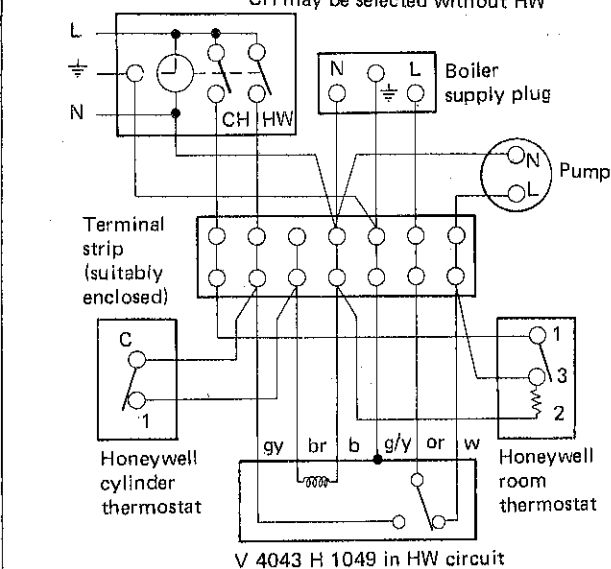 CH may be selected without HW
L
N
CH HW
N L
Boiler
supply plug
N
L
Pump
Terminal
strip
(suitably
enclosed)
C
1
1
3
2
gy br b g/y or w
Honeywell
cylinder
thermostat
Honeywell
room
thermostat
V 4043 H 1049 in HW circuit